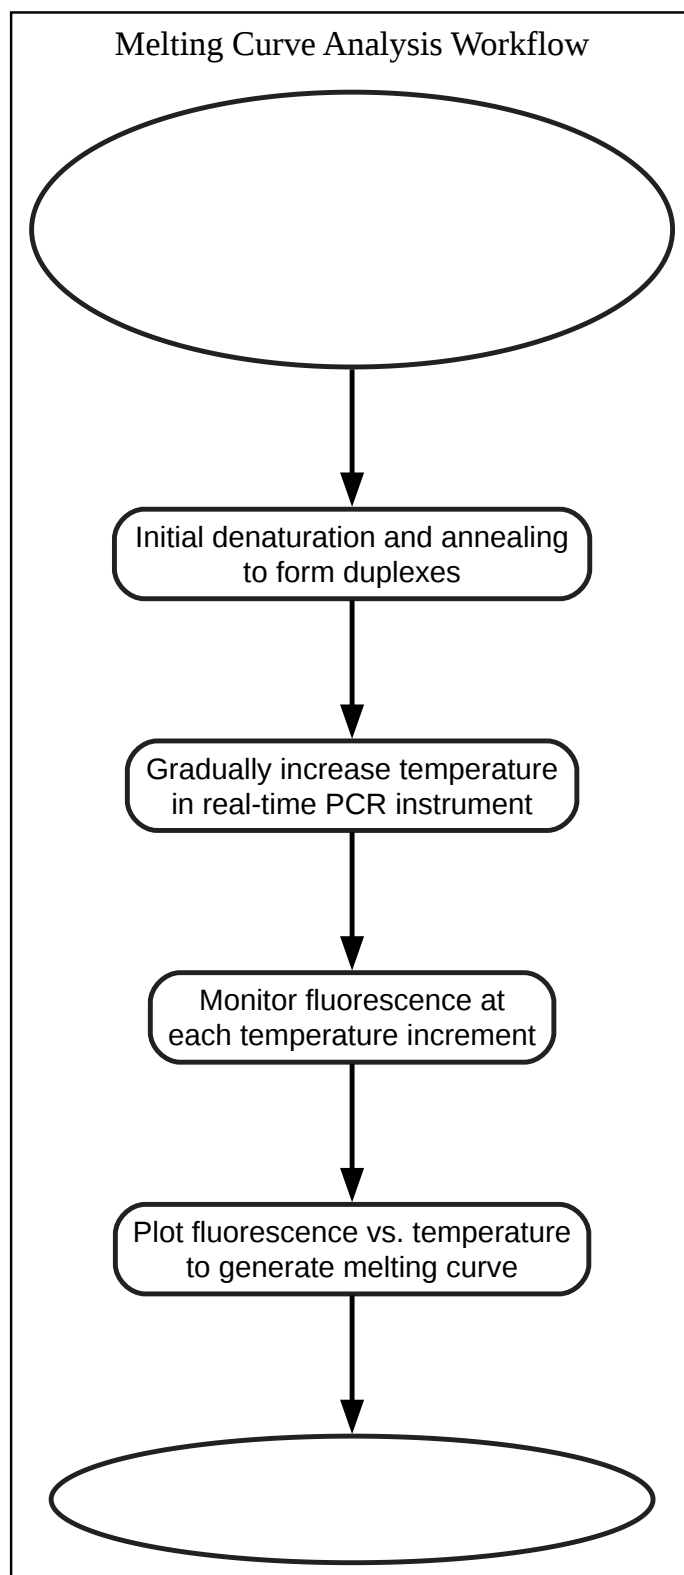 Melting Curve Analysis Workflow
Initial denaturation and annealing
to form duplexes
Gradually increase temperature
in real-time PCR instrument
Monitor fluorescence at
each temperature increment
Plot fluorescence vs. temperature
to generate melting curve